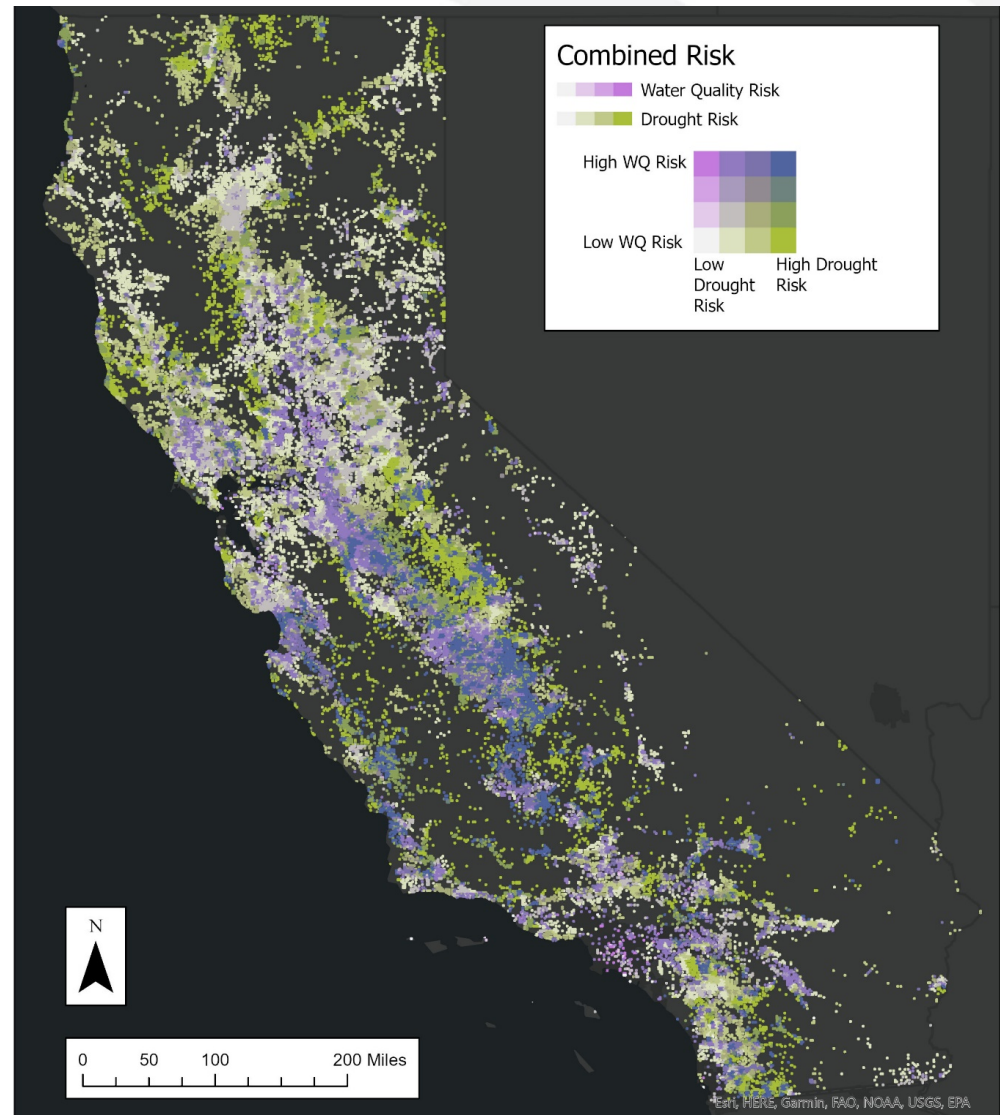 Combined Risk
Water Quality Risk
Drought Risk
High WQ Risk
Low WQ Risk
Low
Drought
Risk
High Drought
Risk
N
0 50 100 200 Miles
Esri, HERE, Garmin, FAO, NOAA, USGS, EPA